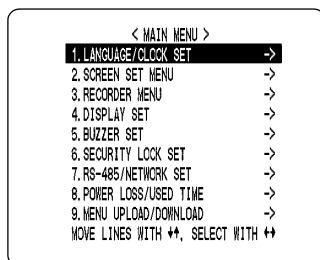 < MAIN MENU >
1. LANGUAGE/CLOCK SET ->
2. SCREEN SET MENU ->
3. RECORDER MENU ->
4. DISPLAY SET ->
5. BUZZER SET ->
6. SECURITY LOCK SET ->
7. RS-485/NETWORK SET ->
8. POWER LOSS/USED TIME ->
9. MENU UPLOAD/DOWNLOAD ->
MOVE LINES WITH ↓↑, SELECT WITH ←→